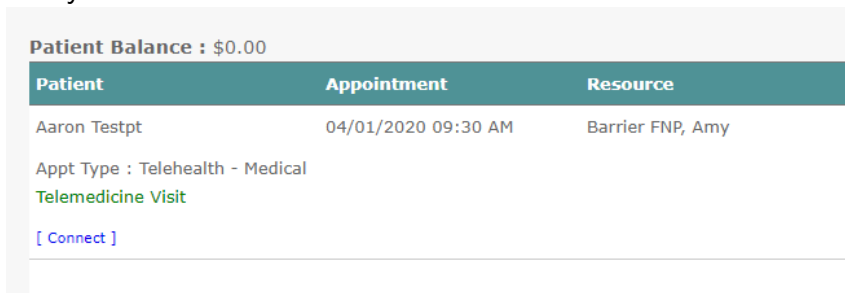 Patient Balance : $0.00
Patient Appointment Resource
Aaron Testpt 04/01/2020 09:30 AM Barrier FNP, Amy
Appt Type : Telehealth - Medical
Telemedicine Visit
[ Connect ]